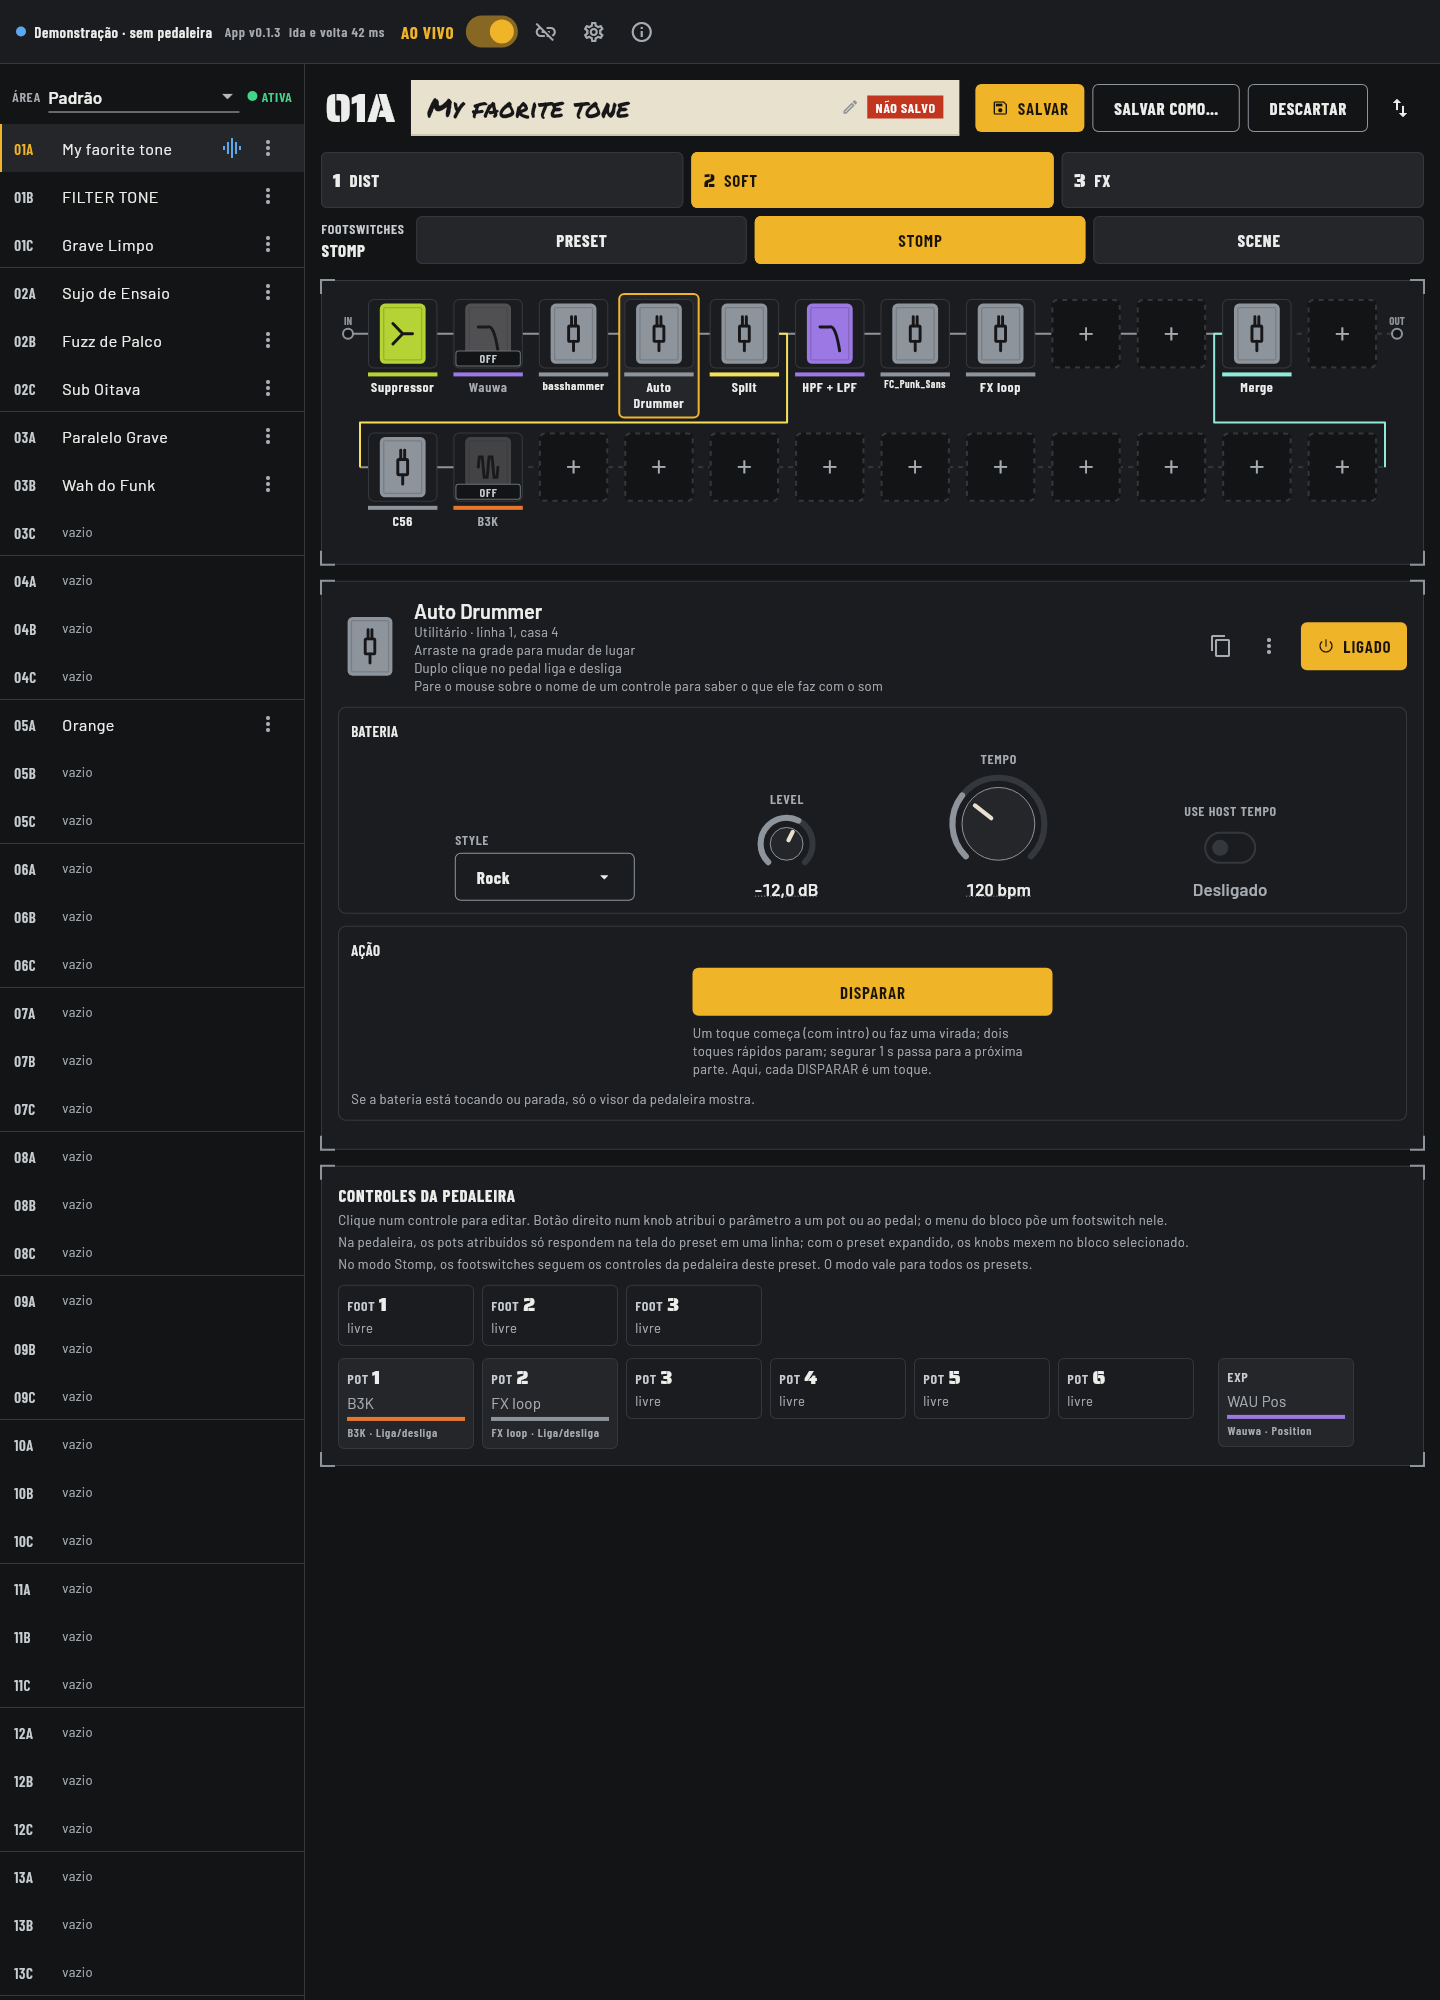 Demonstração · sem pedaleira App v0.1.3 Ida e volta 42 ms AO VIVO
ÁREA Padrão ATIVA
01A My faorite tone
01B FILTER TONE
01C Grave Limpo
02A Sujo de Ensaio
02B Fuzz de Palco
02C Sub Oitava
03A Paralelo Grave
03B Wah do Funk
03C vazio
04A vazio
04B vazio
04C vazio
05A Orange
05B vazio
05C vazio
06A vazio
06B vazio
06C vazio
07A vazio
07B vazio
07C vazio
08A vazio
08B vazio
08C vazio
09A vazio
09B vazio
09C vazio
10A vazio
10B vazio
10C vazio
11A vazio
11B vazio
11C vazio
12A vazio
12B vazio
12C vazio
13A vazio
13B vazio
13C vazio
01A My faorite tone NÃO SALVO SALVAR SALVAR COMO... DESCARTAR
1 DIST 2 SOFT 3 FX
FOOTSWITCHES
STOMP PRESET STOMP SCENE
IN OUT
OFF
Suppressor Wauwa basshammer Auto Drummer Split HPF + LPF FC_Punk_Sans FX loop Merge
OFF
C56 B3K
Auto Drummer
Utilitário · linha 1, casa 4
Arraste na grade para mudar de lugar
Duplo clique no pedal liga e desliga
Pare o mouse sobre o nome de um controle para saber o que ele faz com o som
LIGADO
BATERIA
STYLE LEVEL TEMPO USE HOST TEMPO
Rock -12,0 dB 120 bpm Desligado
AÇÃO
DISPARAR
Um toque começa (com intro) ou faz uma virada; dois
toques rápidos param; segurar 1 s passa para a próxima
parte. Aqui, cada DISPARAR é um toque.
Se a bateria está tocando ou parada, só o visor da pedaleira mostra.
CONTROLES DA PEDALEIRA
Clique num controle para editar. Botão direito num knob atribui o parâmetro a um pot ou ao pedal; o menu do bloco põe um footswitch nele.
Na pedaleira, os pots atribuídos só respondem na tela do preset em uma linha; com o preset expandido, os knobs mexem no bloco selecionado.
No modo Stomp, os footswitches seguem os controles da pedaleira deste preset. O modo vale para todos os presets.
FOOT 1 FOOT 2 FOOT 3
livre livre livre
POT 1 POT 2 POT 3 POT 4 POT 5 POT 6 EXP
B3K FX loop livre livre livre livre WAU Pos
B3K · Liga/desliga FX loop · Liga/desliga Wauwa · Position